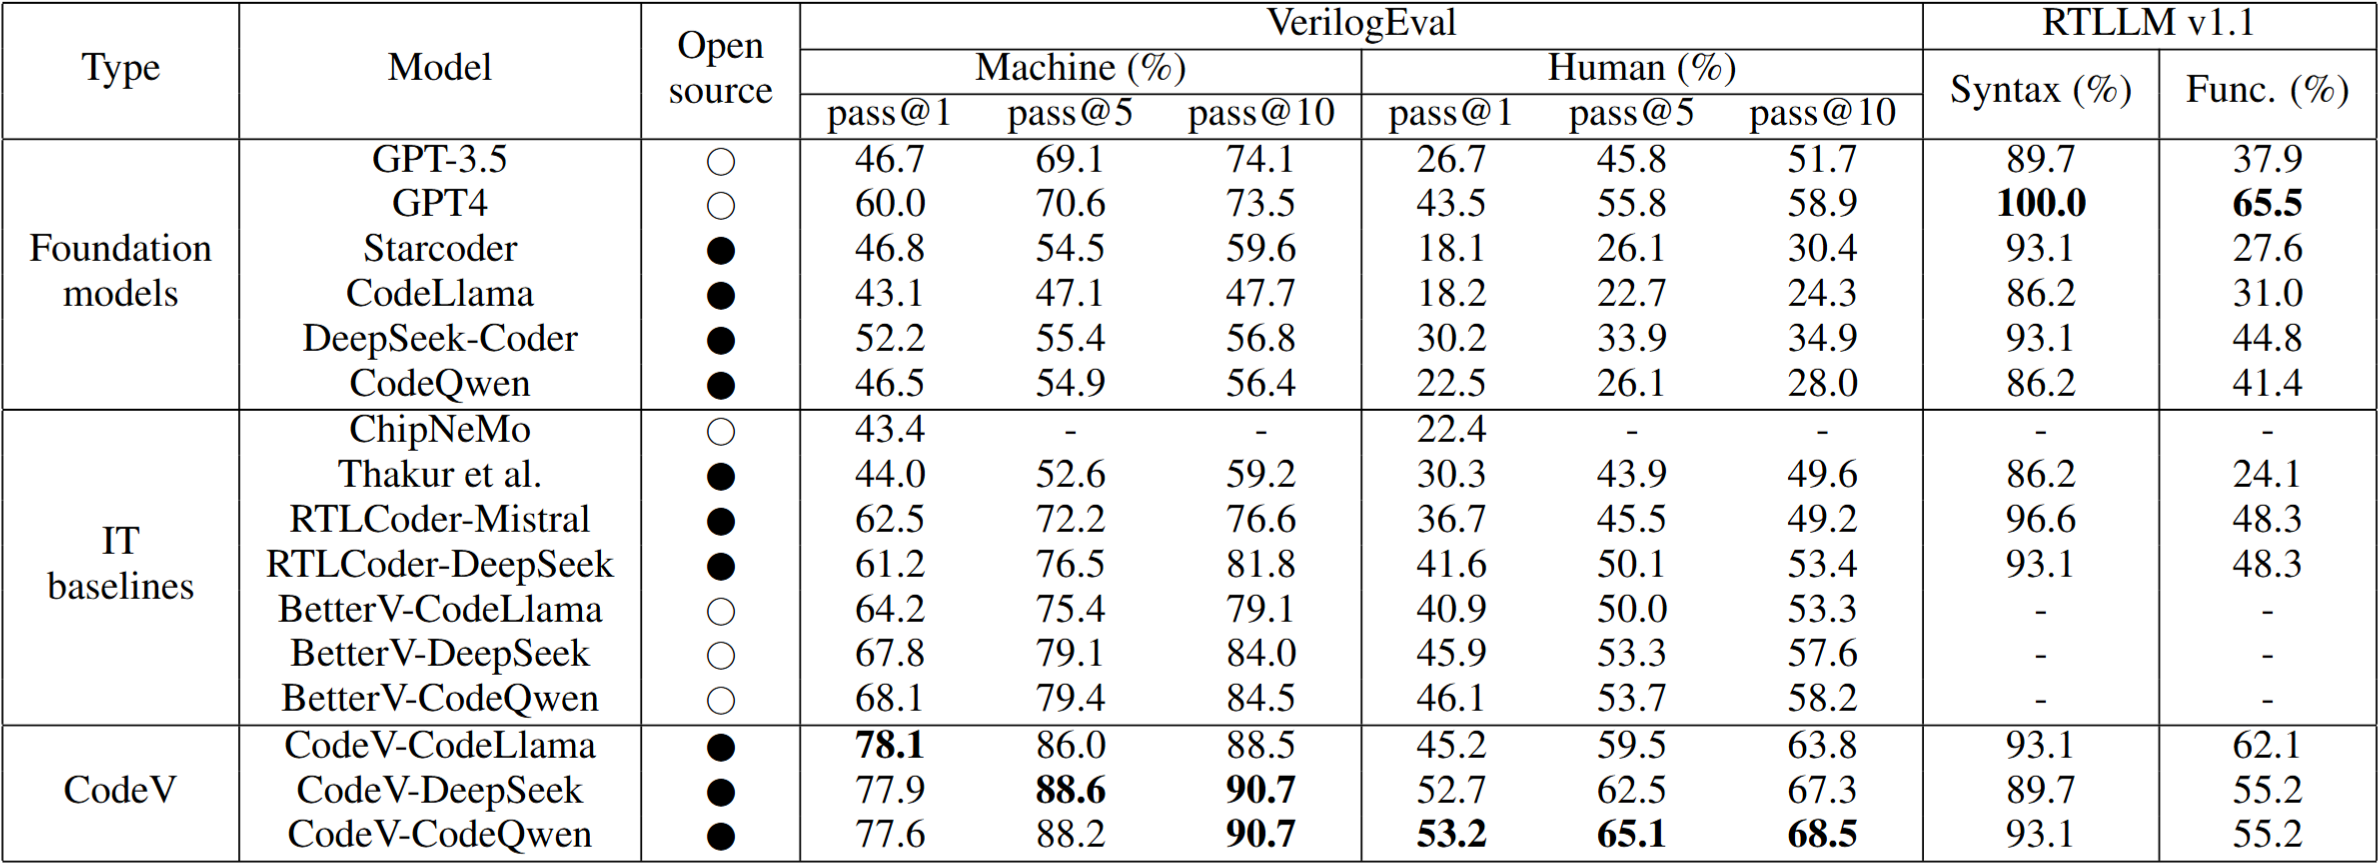 Type Model Open source VerilogEval RTLLM v1.1
Machine (%) Human (%) Syntax (%) Func. (%)
pass@1 pass@5 pass@10 pass@1 pass@5 pass@10
Foundation models
GPT-3.5 ○ 46.7 69.1 74.1 26.7 45.8 51.7 89.7 37.9
GPT4 ○ 60.0 70.6 73.5 43.5 55.8 58.9 100.0 65.5
Starcoder ● 46.8 54.5 59.6 18.1 26.1 30.4 93.1 27.6
CodeLlama ● 43.1 47.1 47.7 18.2 22.7 24.3 86.2 31.0
DeepSeek-Coder ● 52.2 55.4 56.8 30.2 33.9 34.9 93.1 44.8
CodeQwen ● 46.5 54.9 56.4 22.5 26.1 28.0 86.2 41.4
IT baselines
ChipNeMo ○ 43.4 - - 22.4 - - - -
Thakur et al. ● 44.0 52.6 59.2 30.3 43.9 49.6 86.2 24.1
RTLCoder-Mistral ● 62.5 72.2 76.6 36.7 45.5 49.2 96.6 48.3
RTLCoder-DeepSeek ● 61.2 76.5 81.8 41.6 50.1 53.4 93.1 48.3
BetterV-CodeLlama ○ 64.2 75.4 79.1 40.9 50.0 53.3 - -
BetterV-DeepSeek ○ 67.8 79.1 84.0 45.9 53.3 57.6 - -
BetterV-CodeQwen ○ 68.1 79.4 84.5 46.1 53.7 58.2 - -
CodeV
CodeV-CodeLlama ● 78.1 86.0 88.5 45.2 59.5 63.8 93.1 62.1
CodeV-DeepSeek ● 77.9 88.6 90.7 52.7 62.5 67.3 89.7 55.2
CodeV-CodeQwen ● 77.6 88.2 90.7 53.2 65.1 68.5 93.1 55.2